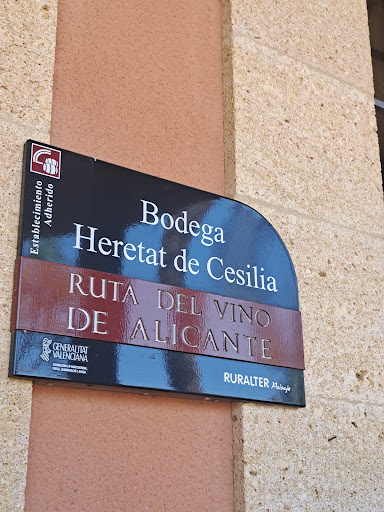 Establecimiento
Adherido
Bodega
Heretat de Cesilia
RUTA DEL VINO
DE ALICANTE
GENERALITAT
VALENCIANA
RURALTER Paisaje